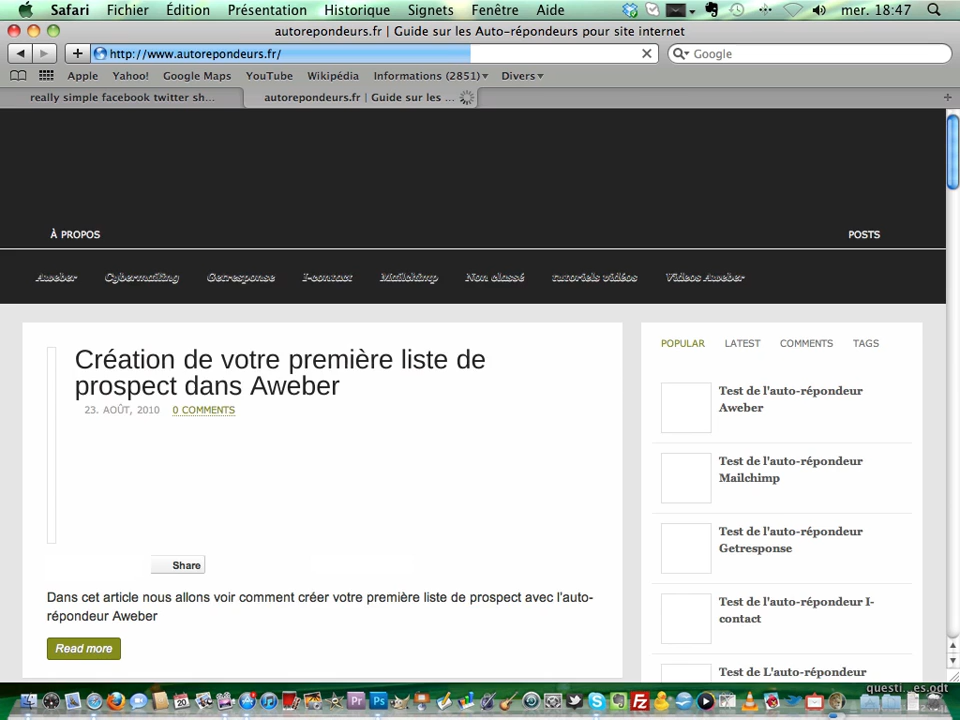 Safari Fichier Édition Présentation Historique Signets Fenêtre Aide mer. 18:47
autorepondeurs.fr | Guide sur les Auto-répondeurs pour site internet
http://www.autorepondeurs.fr/ Google
Apple Yahoo! Google Maps YouTube Wikipédia Informations (2851) Divers
really simple facebook twitter sh... autorepondeurs.fr | Guide sur les ...
À PROPOS POSTS
Aweber Cybermailing Getresponse I-contact Mailchimp Non classé tutoriels vidéos Videos Aweber
Création de votre première liste de
prospect dans Aweber
23. AOÛT, 2010 0 COMMENTS
Share
Dans cet article nous allons voir comment créer votre première liste de prospect avec l'auto-
répondeur Aweber
Read more
POPULAR LATEST COMMENTS TAGS
Test de l'auto-répondeur
Aweber
Test de l'auto-répondeur
Mailchimp
Test de l'auto-répondeur
Getresponse
Test de l'auto-répondeur I-
contact
Test de L'auto-répondeur
questi...es.odt